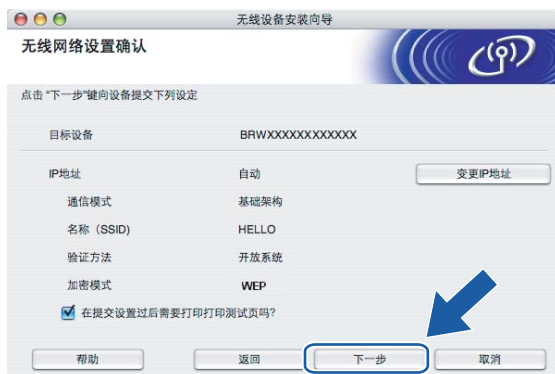 无线设备安装向导
无线网络设置确认
点击“下一步”键向设备提交下列设定
目标设备 BRWXXXXXXXXXXXX
IP地址 自动 变更IP地址
通信模式 基础架构
名称（SSID) HELLO
验证方法 开放系统
加密模式 WEP
在提交设置过后需要打印打印测试页吗?
帮助 返回 下一步 取消